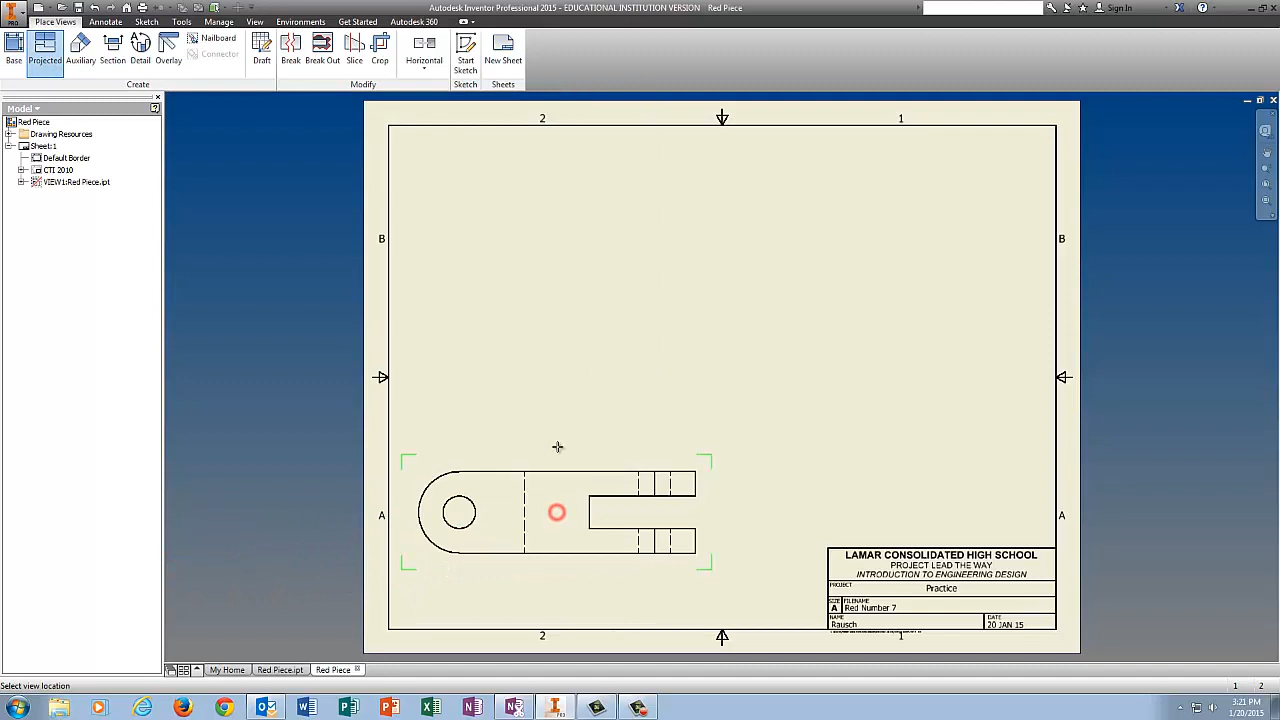 Autodesk Inventor Professional 2015 - EDUCATIONAL INSTITUTION VERSION Red Piece
Sign In
PRO
Place Views Annotate Sketch Tools Manage View Environments Get Started Autodesk 360
Base Projected Auxiliary Section Detail Overlay Nailboard Connector Draft Break Break Out Slice Crop Horizontal Start Sketch New Sheet
Create Modify Sketch Sheets
Model
Red Piece
Drawing Resources
Sheet:1
Default Border
CTI 2010
VIEW1:Red Piece.ipt
2 1
B B
A A
LAMAR CONSOLIDATED HIGH SCHOOL
PROJECT LEAD THE WAY
INTRODUCTION TO ENGINEERING DESIGN
PROJECT
Practice
SIZE FILENAME
A Red Number 7
NAME DATE
Rausch 20 JAN 15
2 1
My Home Red Piece.ipt Red Piece
Select view location 1 2
3:21 PM
1/20/2015